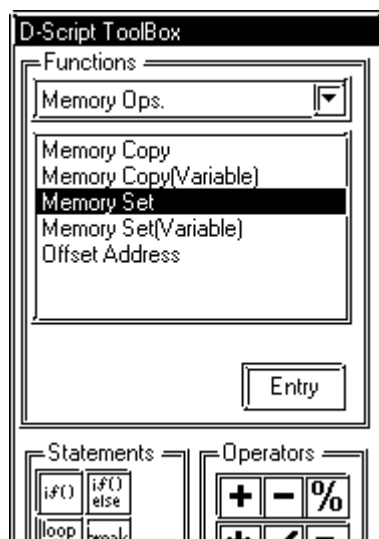 D-Script ToolBox
Functions
Memory Ops.
Memory Copy
Memory Copy(Variable)
Memory Set
Memory Set(Variable)
Offset Address
Entry
Statements
Operators
if()
if() else
+ - %
loop
break